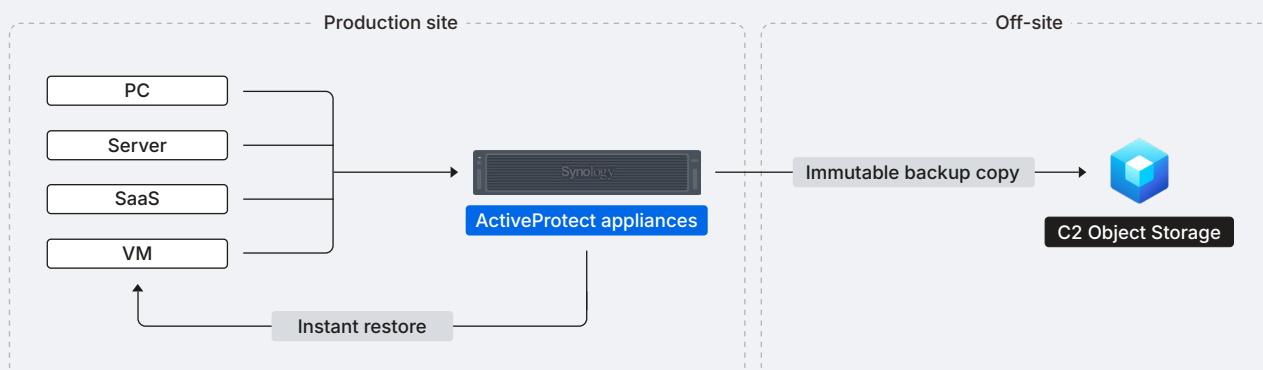 Production site
Off-site
PC
Server
SaaS
VM
Synology
ActiveProtect appliances
Immutable backup copy
C2 Object Storage
Instant restore